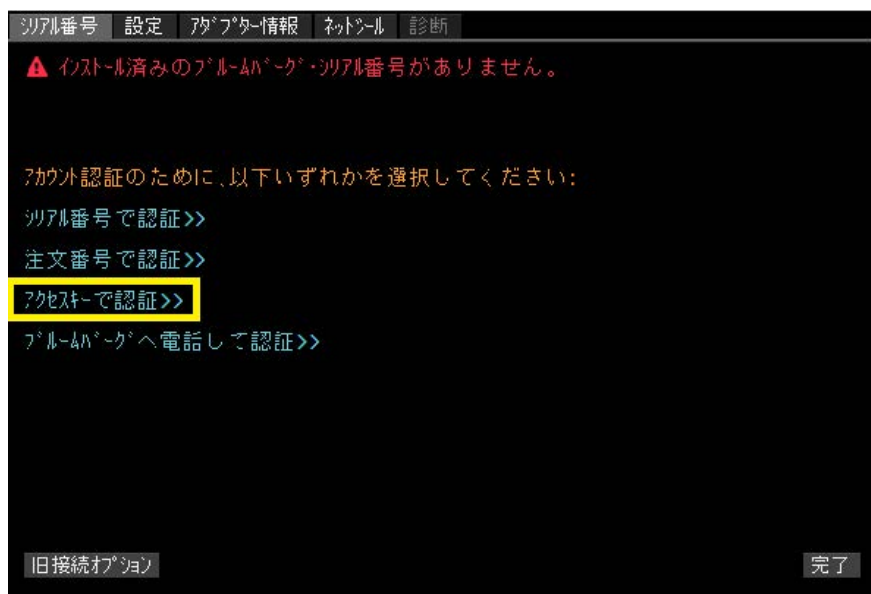 ｼﾘｱﾙ番号 設定 ｱﾀﾞﾌﾟﾀｰ情報 ﾈｯﾄﾂｰﾙ 診断
ｲﾝｽﾄｰﾙ済みのﾌﾞﾙｰﾑﾊﾞｰｸﾞ・ｼﾘｱﾙ番号がありません。
ｱｶｳﾝﾄ認証のために､以下いずれかを選択してください:
ｼﾘｱﾙ番号で認証>>
注文番号で認証>>
ｱｸｾｽｷｰで認証>>
ﾌﾞﾙｰﾑﾊﾞｰｸﾞへ電話して認証>>
旧接続ｵﾌﾟｼｮﾝ 完了